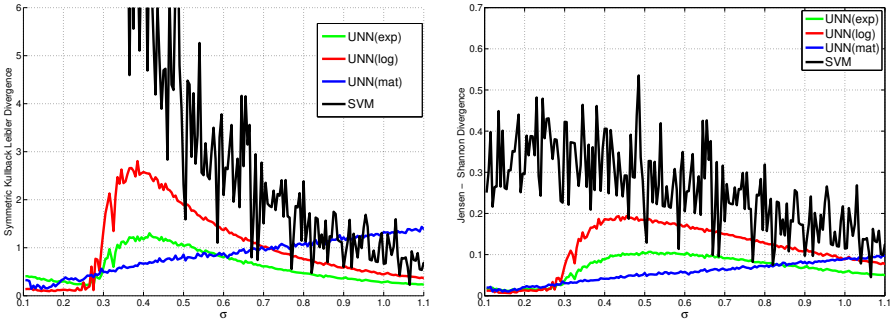 Symmetric Kullback Leibler Divergence
6
5
4
3
2
1
0
0.1 0.2 0.3 0.4 0.5 0.6 0.7 0.8 0.9 1.0 1.1
σ
UNN(exp)
UNN(log)
UNN(mat)
SVM
Jensen − Shannon Divergence
0.7
0.6
0.5
0.4
0.3
0.2
0.1
0
0.1 0.2 0.3 0.4 0.5 0.6 0.7 0.8 0.9 1.0 1.1
σ
UNN(exp)
UNN(log)
UNN(mat)
SVM